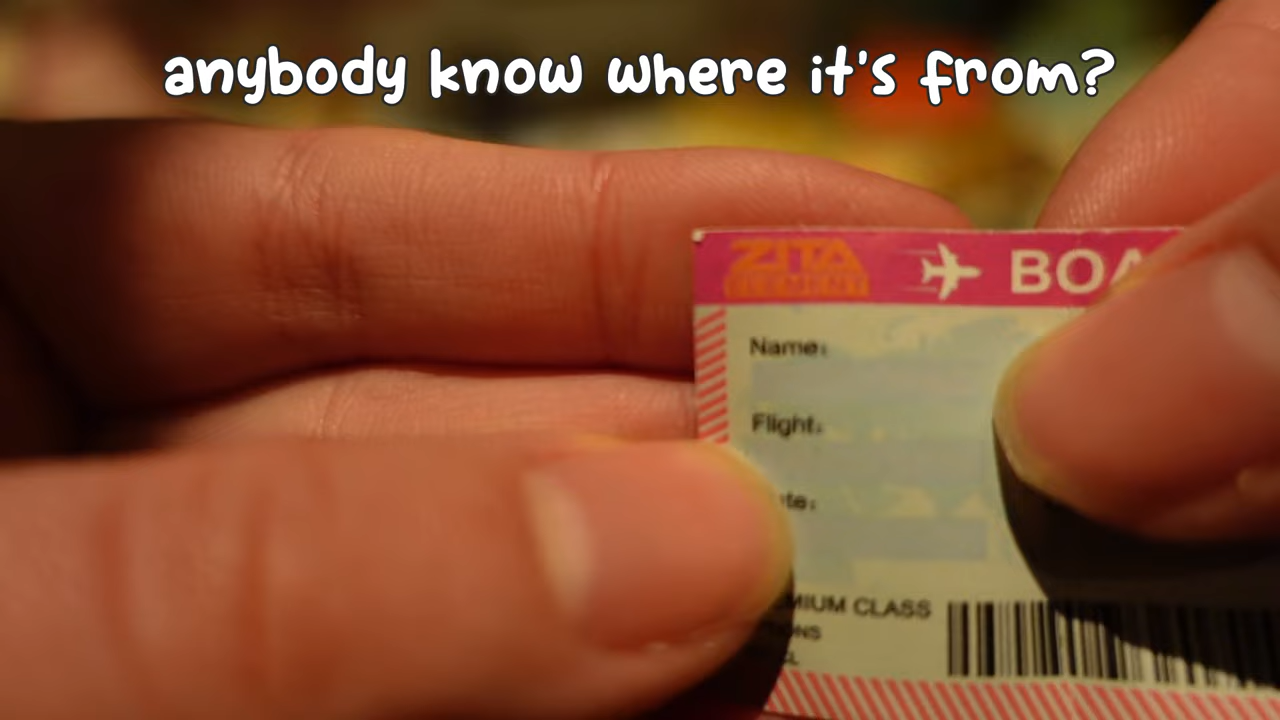 anybody know where it's from?
ZITA
BOA
Name:
Flight:
MIUM CLASS